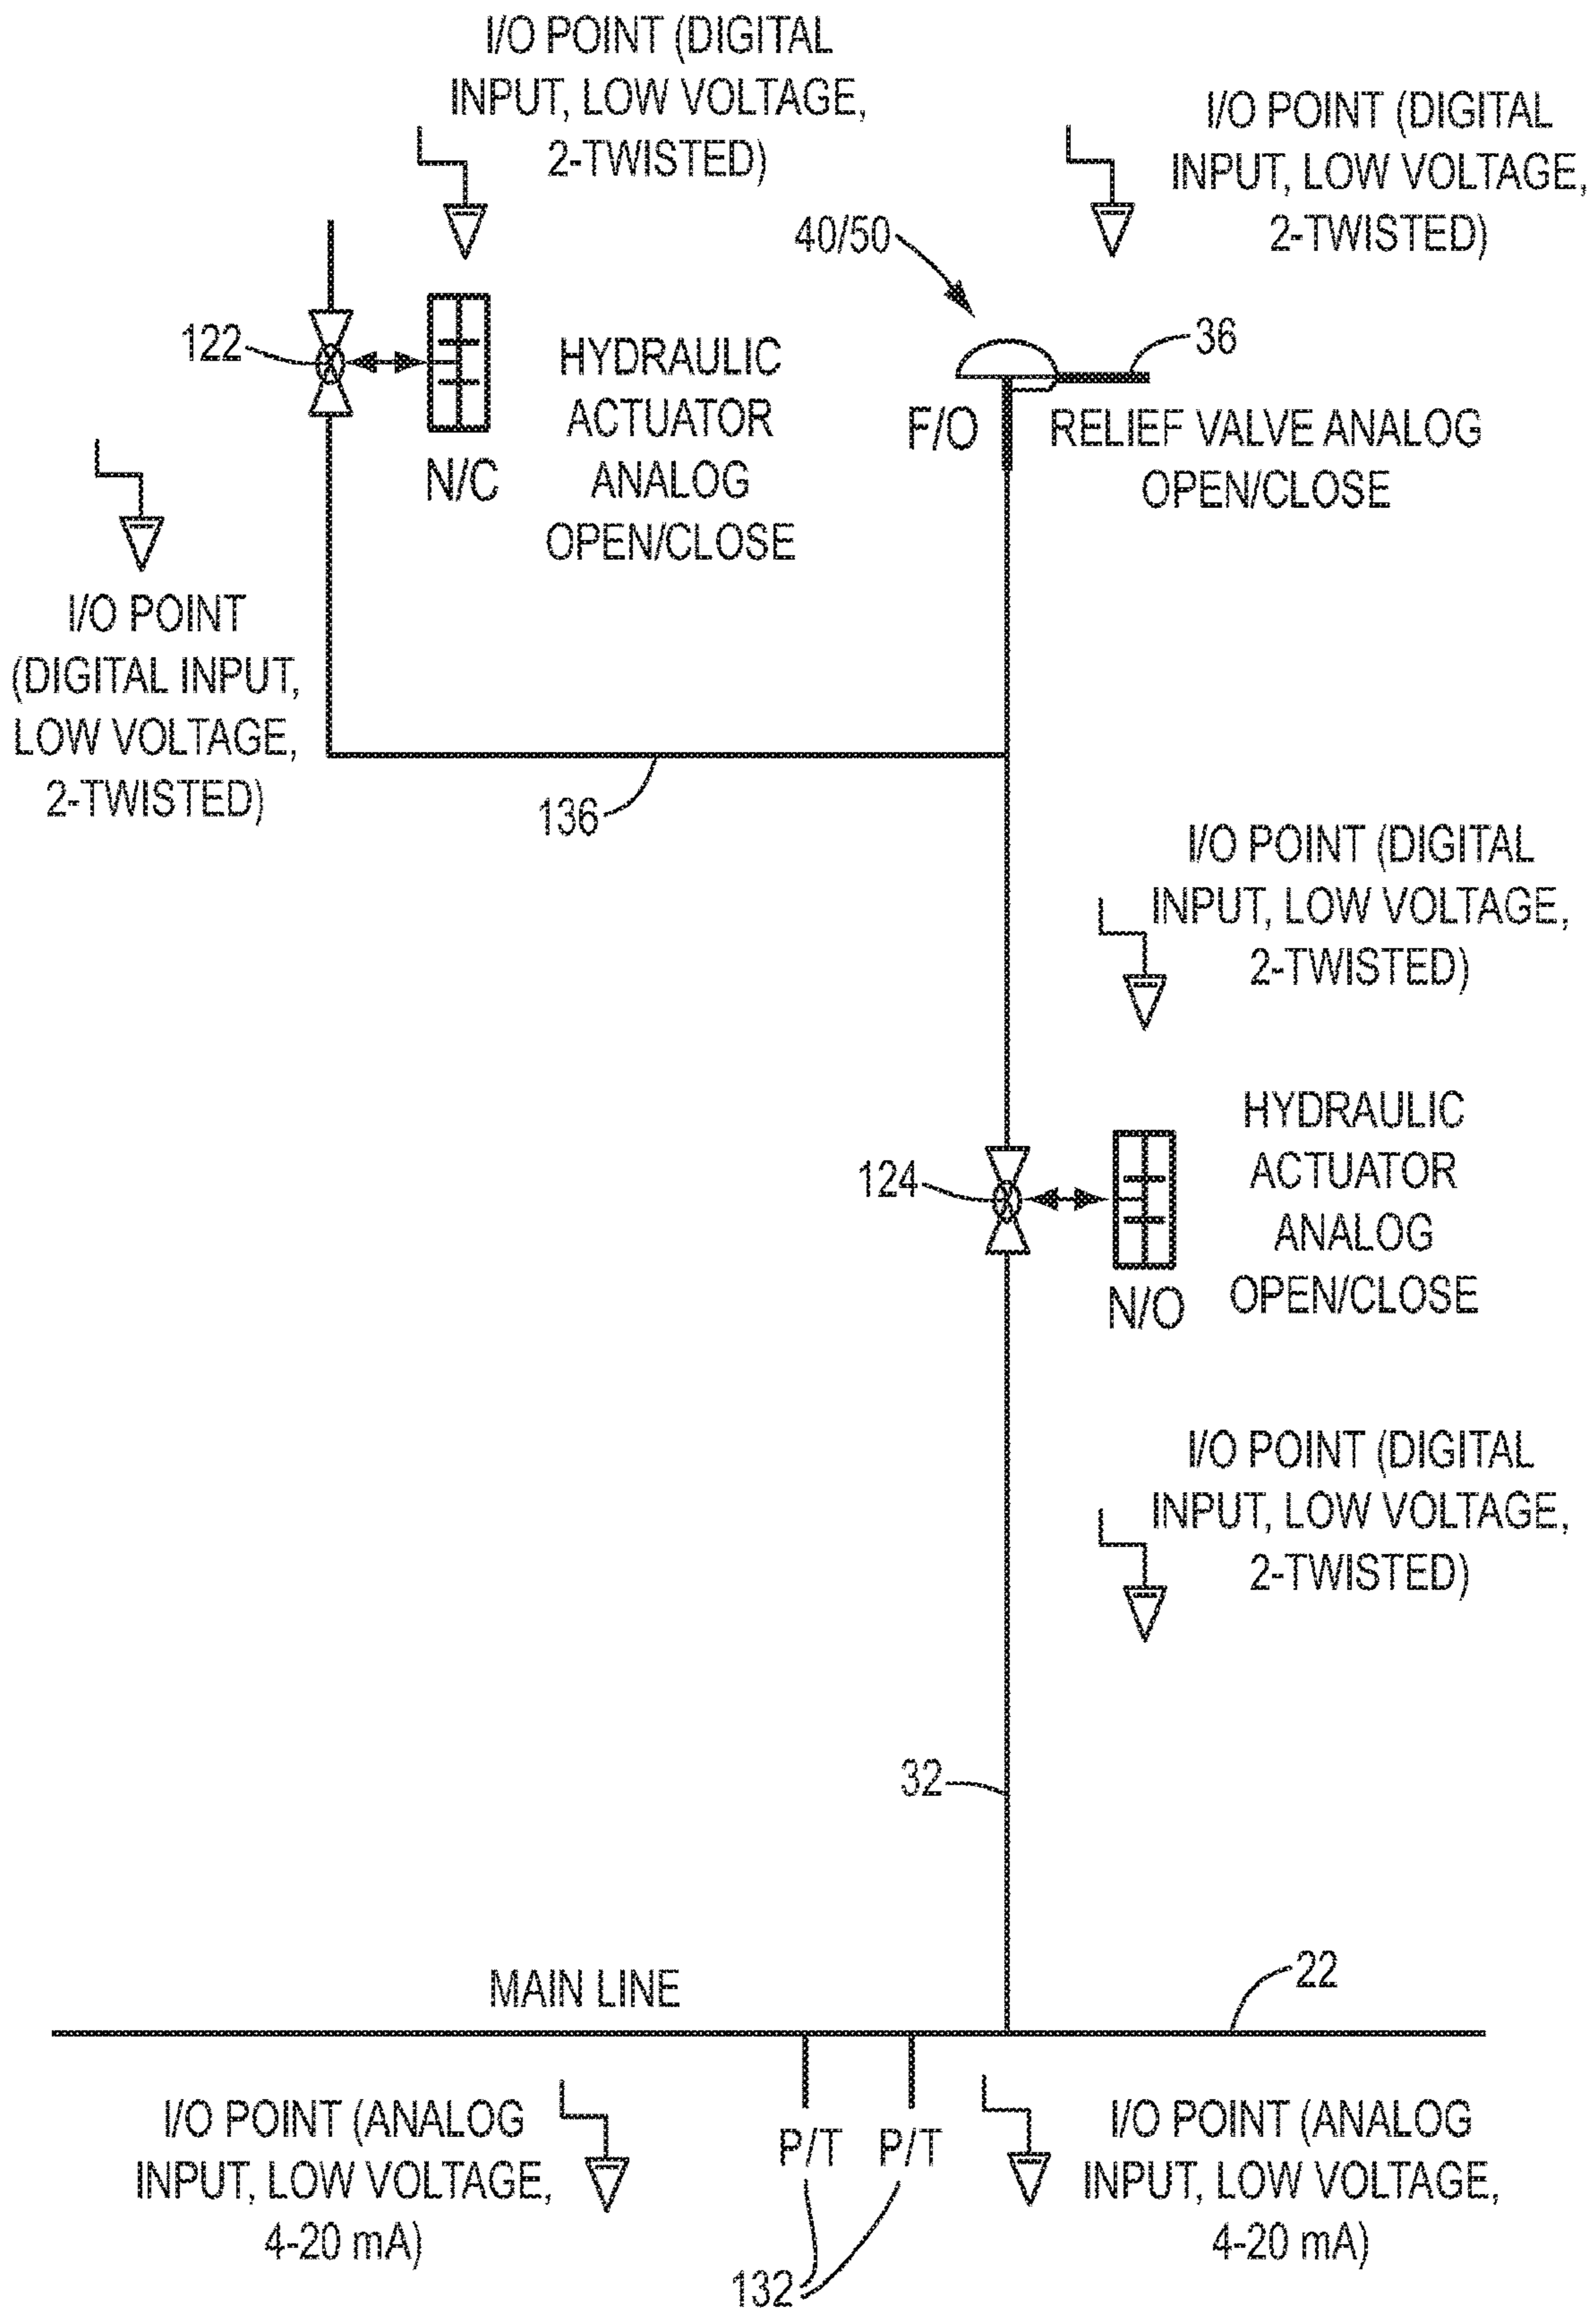 I/O POINT (DIGITAL
INPUT, LOW VOLTAGE,
2-TWISTED)
I/O POINT (DIGITAL
INPUT, LOW VOLTAGE,
2-TWISTED)
40/50
122
36
HYDRAULIC
ACTUATOR
ANALOG
OPEN/CLOSE
N/C
F/O
RELIEF VALVE ANALOG
OPEN/CLOSE
I/O POINT
(DIGITAL INPUT,
LOW VOLTAGE,
2-TWISTED)
136
I/O POINT (DIGITAL
INPUT, LOW VOLTAGE,
2-TWISTED)
124
HYDRAULIC
ACTUATOR
ANALOG
OPEN/CLOSE
N/O
I/O POINT (DIGITAL
INPUT, LOW VOLTAGE,
2-TWISTED)
32
MAIN LINE
22
I/O POINT (ANALOG
INPUT, LOW VOLTAGE,
4-20 mA)
P/T P/T
I/O POINT (ANALOG
INPUT, LOW VOLTAGE,
4-20 mA)
132